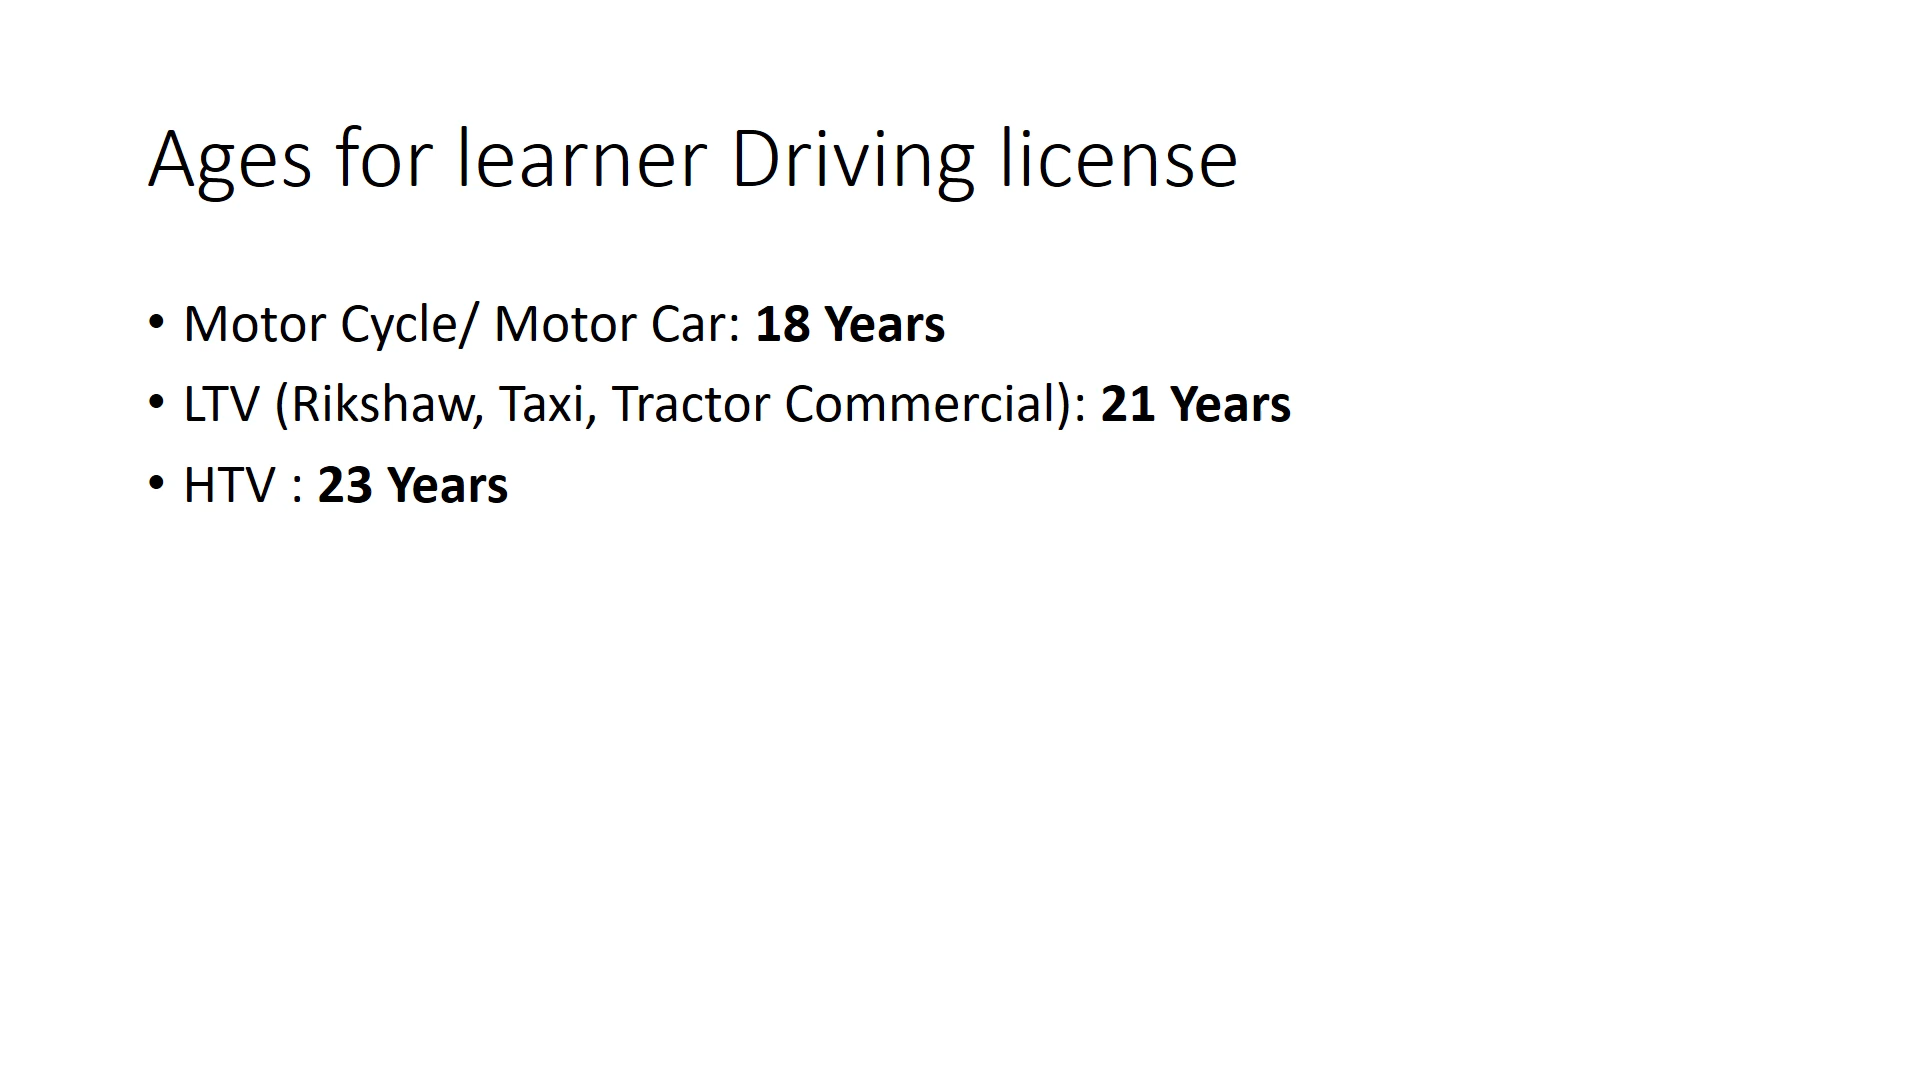 Ages for learner Driving license
• Motor Cycle/ Motor Car: 18 Years
• LTV (Rikshaw, Taxi, Tractor Commercial): 21 Years
• HTV : 23 Years